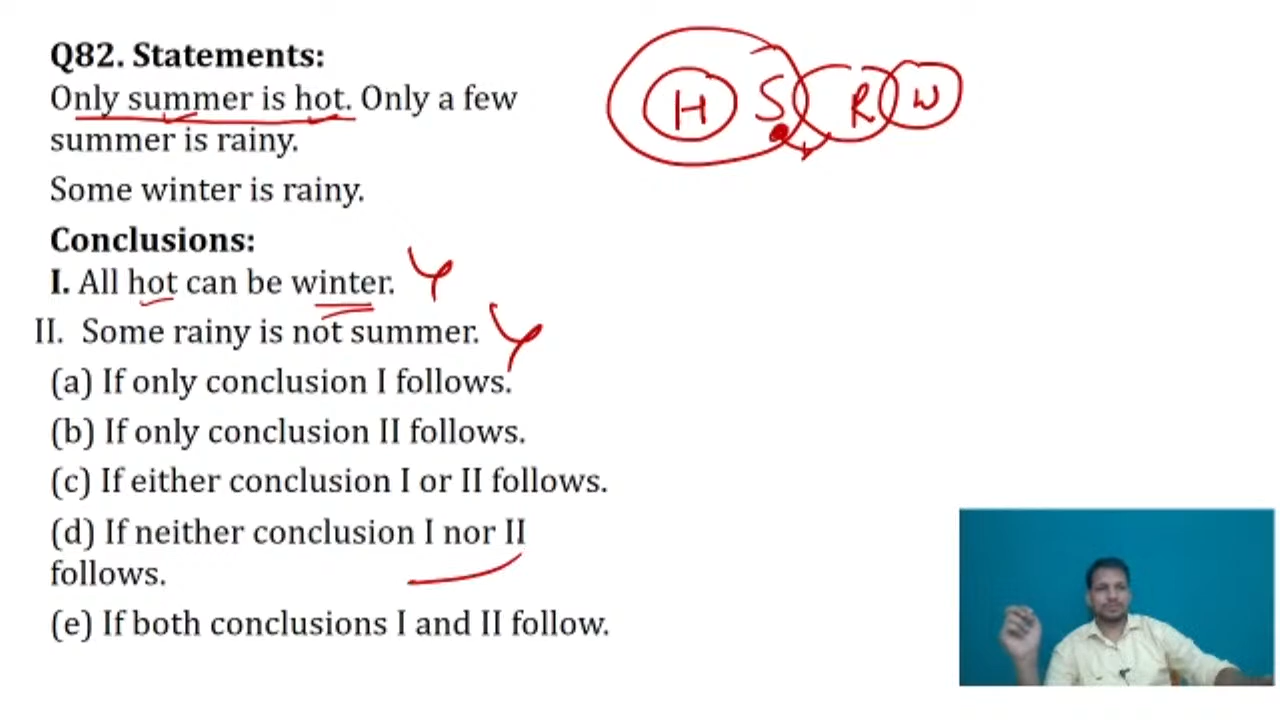 Q82. Statements:
Only summer is hot. Only a few
summer is rainy.
Some winter is rainy.
Conclusions:
I. All hot can be winter.
II. Some rainy is not summer.
(a) If only conclusion I follows.
(b) If only conclusion II follows.
(c) If either conclusion I or II follows.
(d) If neither conclusion I nor II
follows.
(e) If both conclusions I and II follow.
H S R W